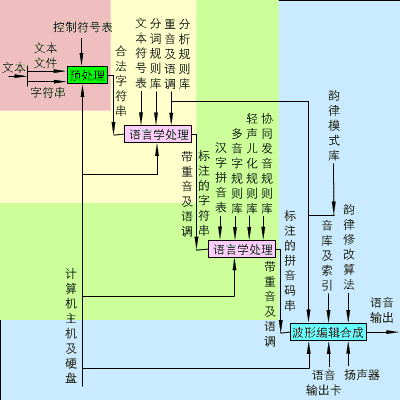 控制符号表
文本
文本
文件
字符串
预处理
合法字符串
文本符号表
分词规则库
重音及语调
分析规则库
语言学处理
带重音及语调
标注的字符串
汉字拼音表
多音字规则库
轻声儿化规则库
协同发音规则库
语言学处理
带重音及语调
标注的拼音码串
韵律模式库
音库及索引
韵律修改算法
波形编辑合成
语音
输出
计算机主机及硬盘
语音
输出卡
扬声器